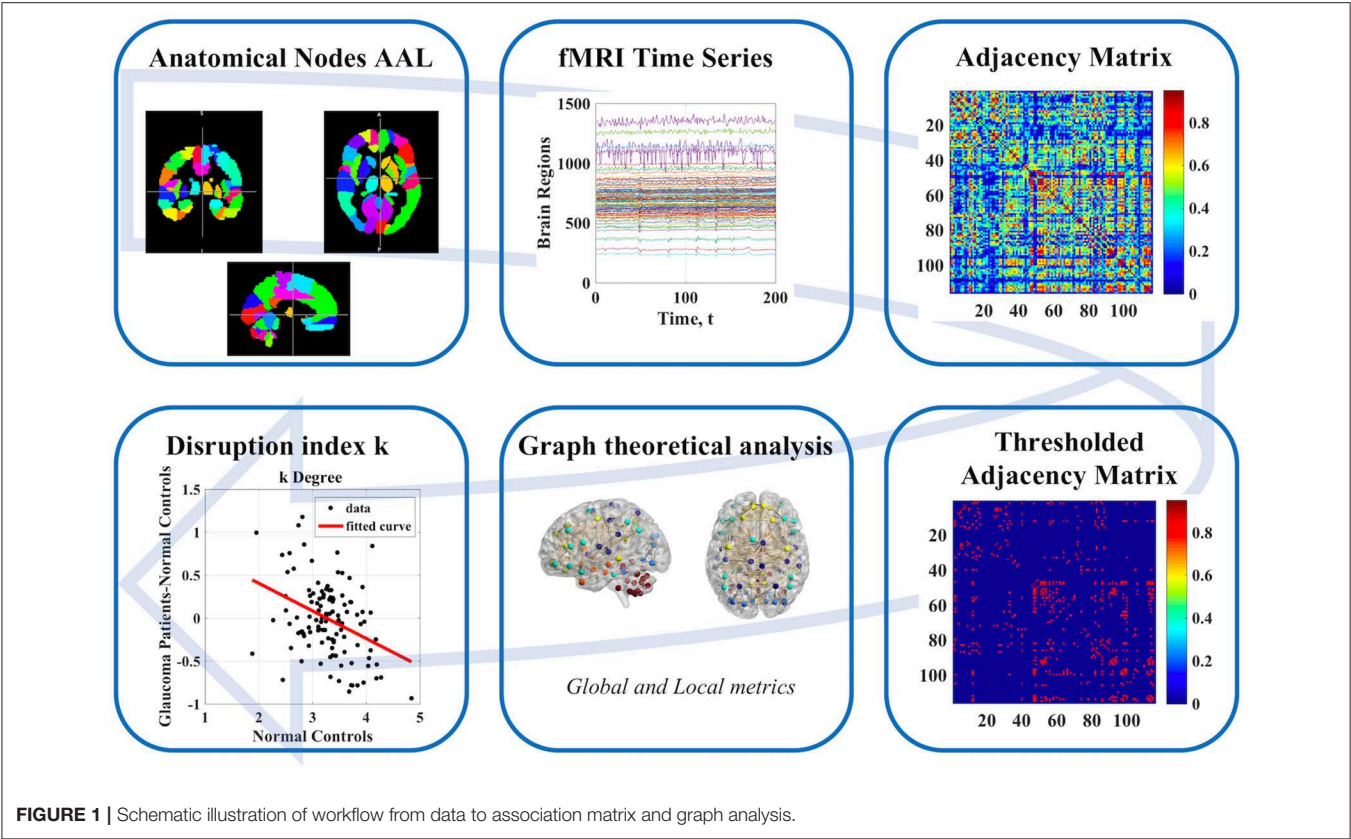 Anatomical Nodes AAL
S
A
P
fMRI Time Series
1500
1000
500
0
0
100
200
Brain Regions
Time, t
Adjacency Matrix
20
40
60
80
100
20 40 60 80 100
0.8
0.6
0.4
0.2
0
Disruption index k
k Degree
1.5
1
0.5
0
-0.5
-1
1 2 3 4 5
Glaucoma Patients-Normal Controls
Normal Controls
data
fitted curve
Graph theoretical analysis
Global and Local metrics
Thresholded
Adjacency Matrix
20
40
60
80
100
20 40 60 80 100
0.8
0.6
0.4
0.2
0
FIGURE 1 | Schematic illustration of workflow from data to association matrix and graph analysis.